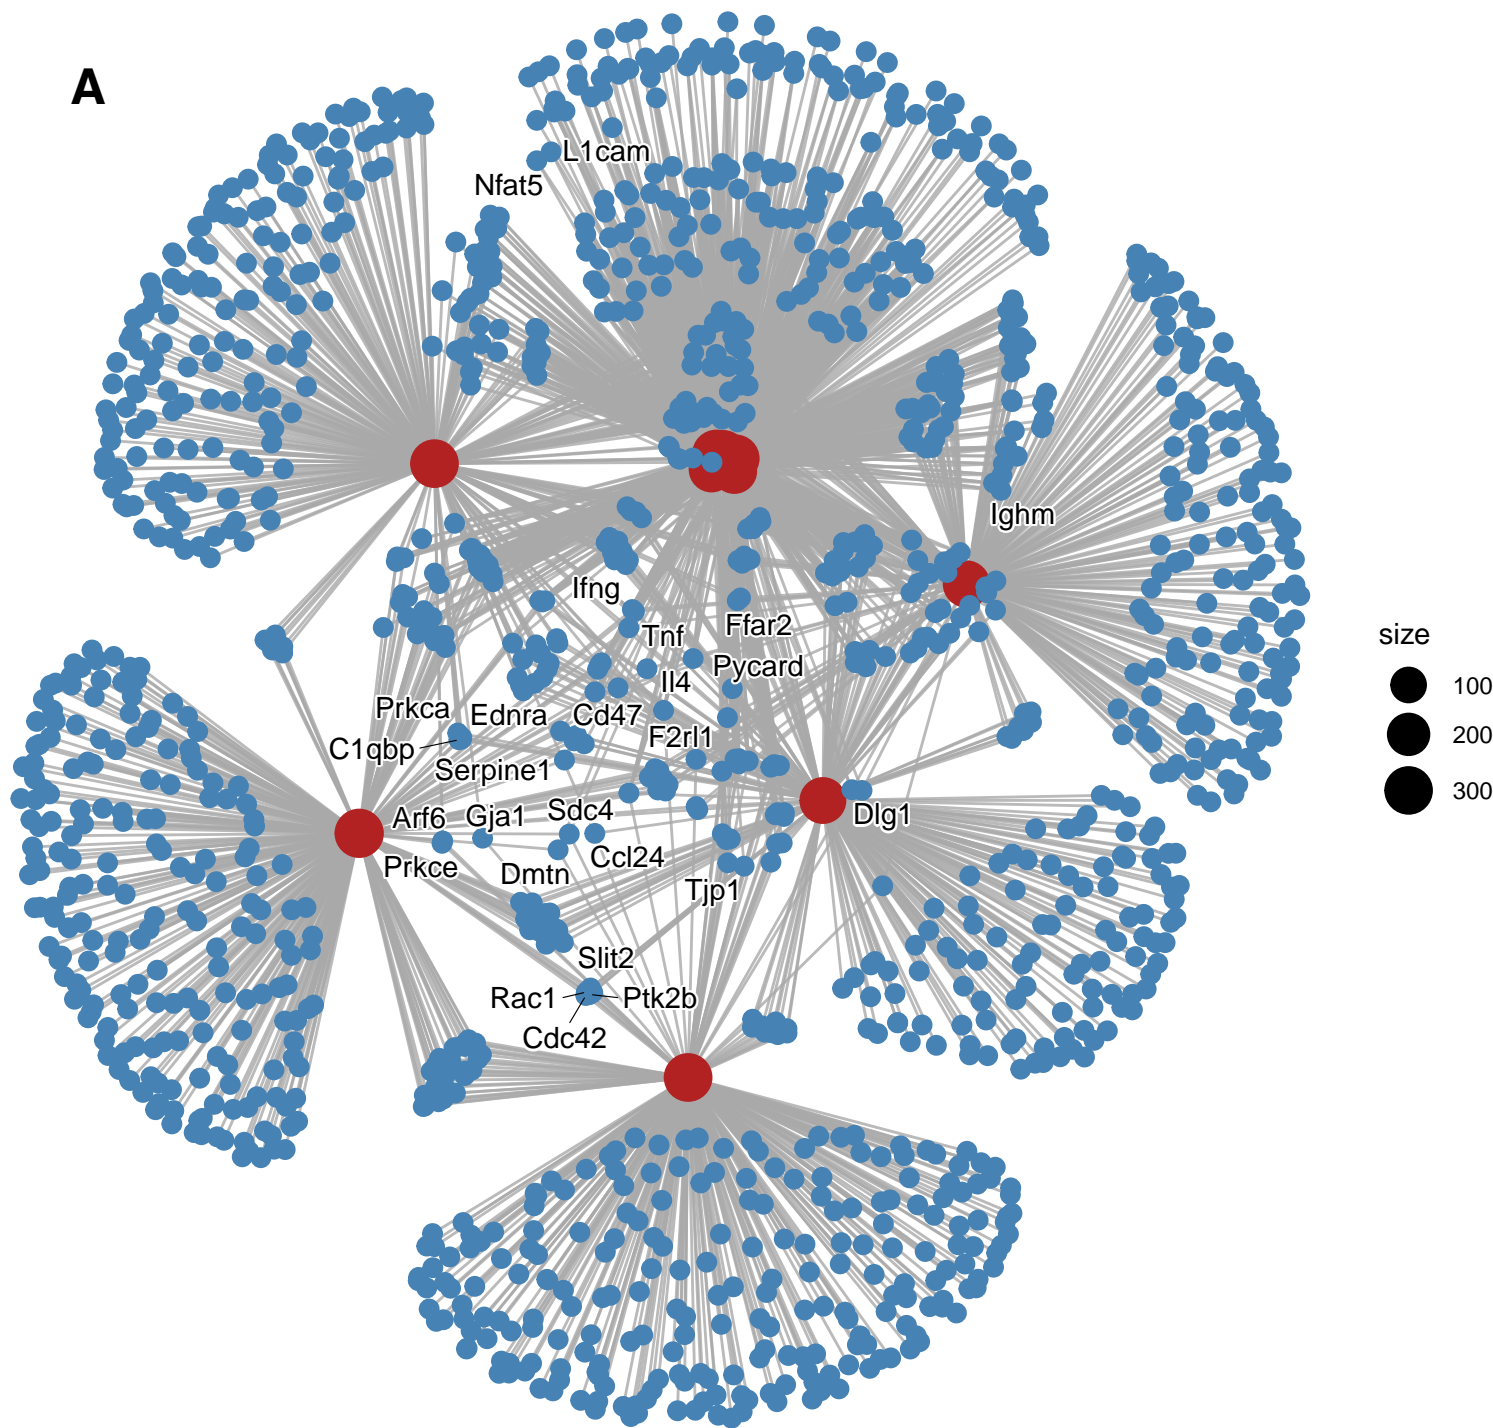 A
L1cam
Nfat5
Ighm
Ifng
Ffar2
Tnf
Pycard
Il4
Prkca
Ednra
Cd47
C1qbp
F2rl1
Serpine1
Arf6
Gja1
Sdc4
Dlg1
Prkce
Ccl24
Dmtn
Tjp1
Slit2
Rac1
Ptk2b
Cdc42
size
100
200
300